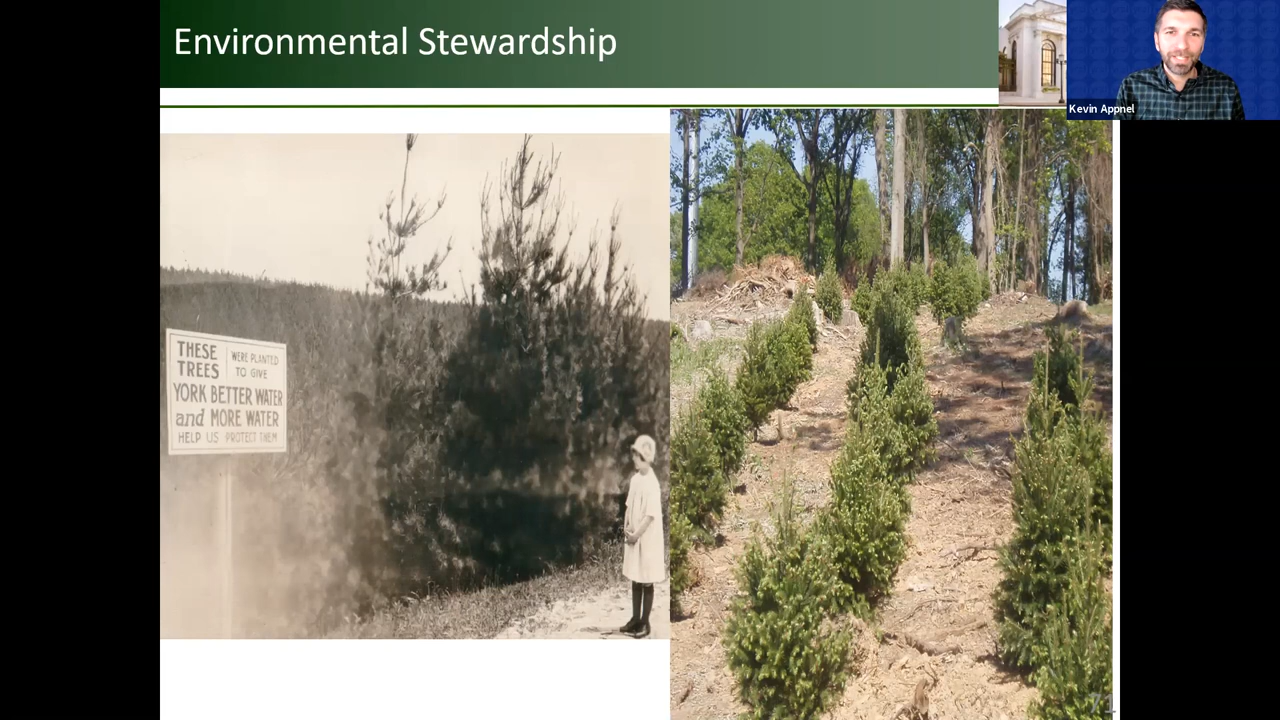 Environmental Stewardship
Kevin Appnel
THESE
TREES
WERE PLANTED
TO GIVE
YORK BETTER WATER
and MORE WATER
HELP US PROTECT THEM
71